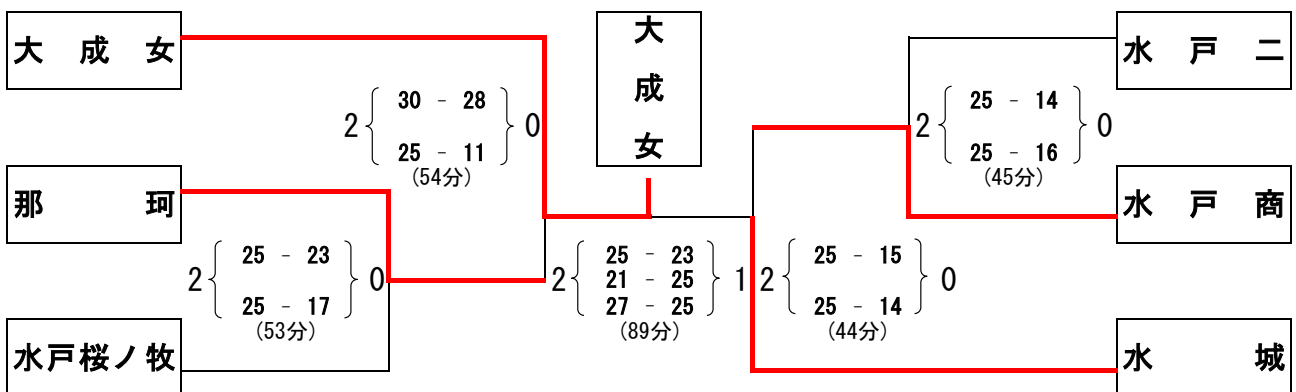 大成女
那珂
水戸桜ノ牧
2 30 - 28 0
25 - 11
(54分)
2 25 - 23 0
25 - 17
(53分)
大成女
2 25 - 23 1
21 - 25
27 - 25
(89分)
2 25 - 14 0
25 - 16
(45分)
2 25 - 15 0
25 - 14
(44分)
水戸二
水戸商
水城